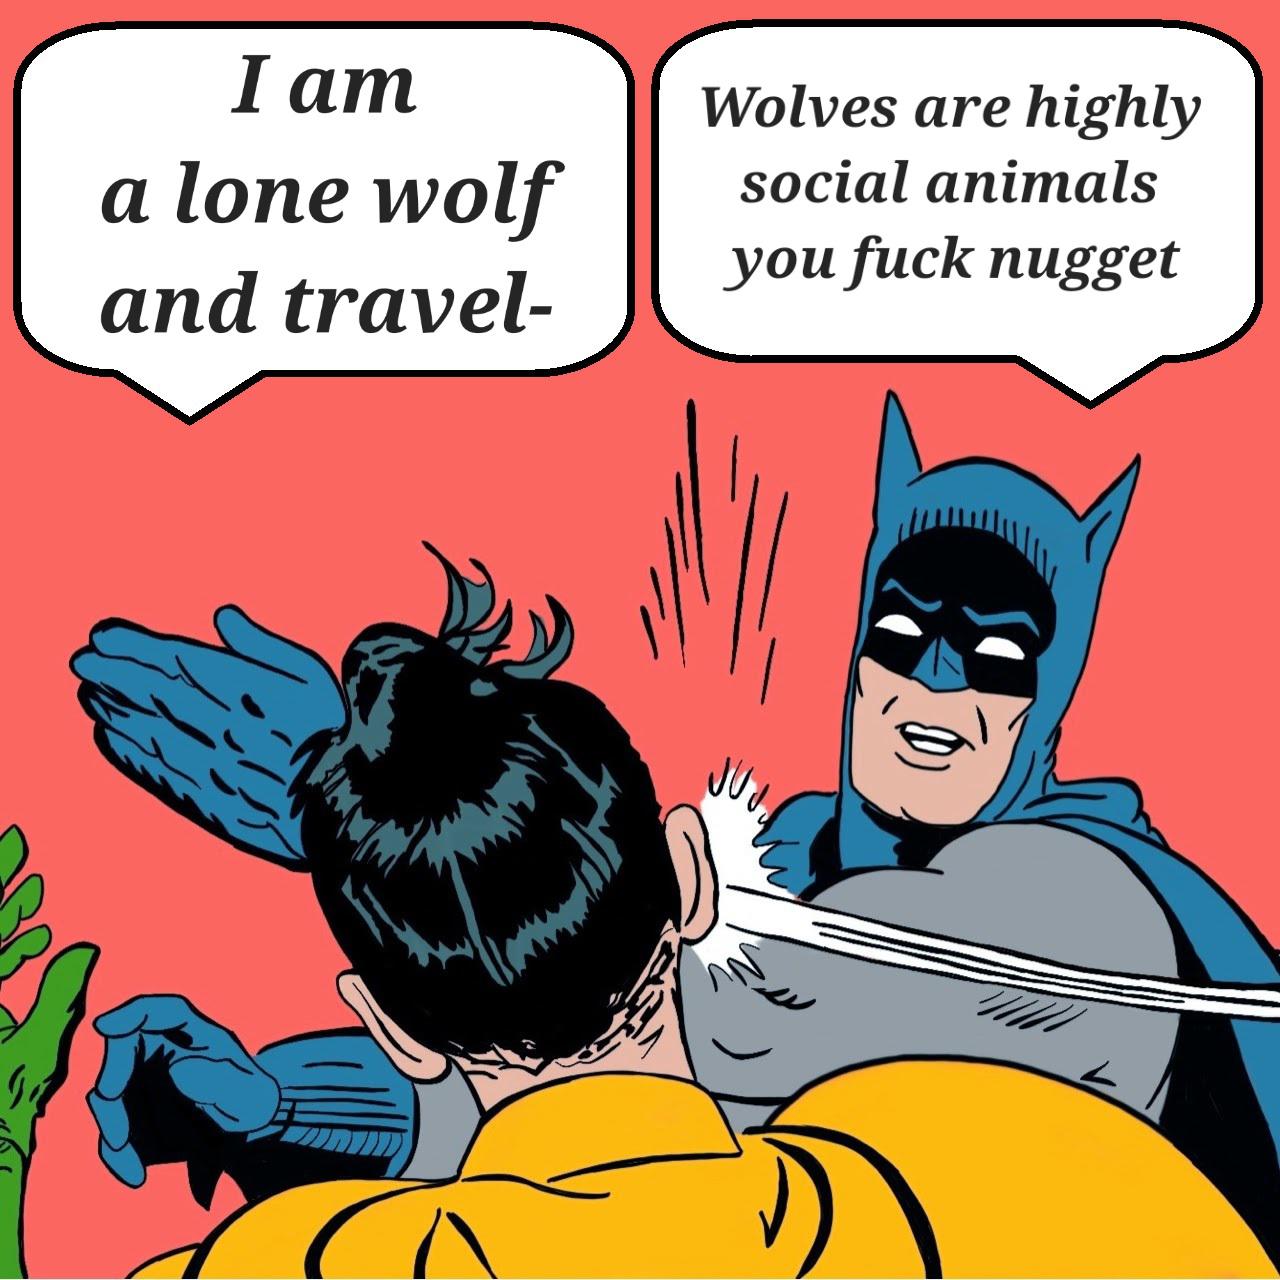 I am
a lone wolf
and travel-
Wolves are highly
social animals
you fuck nugget